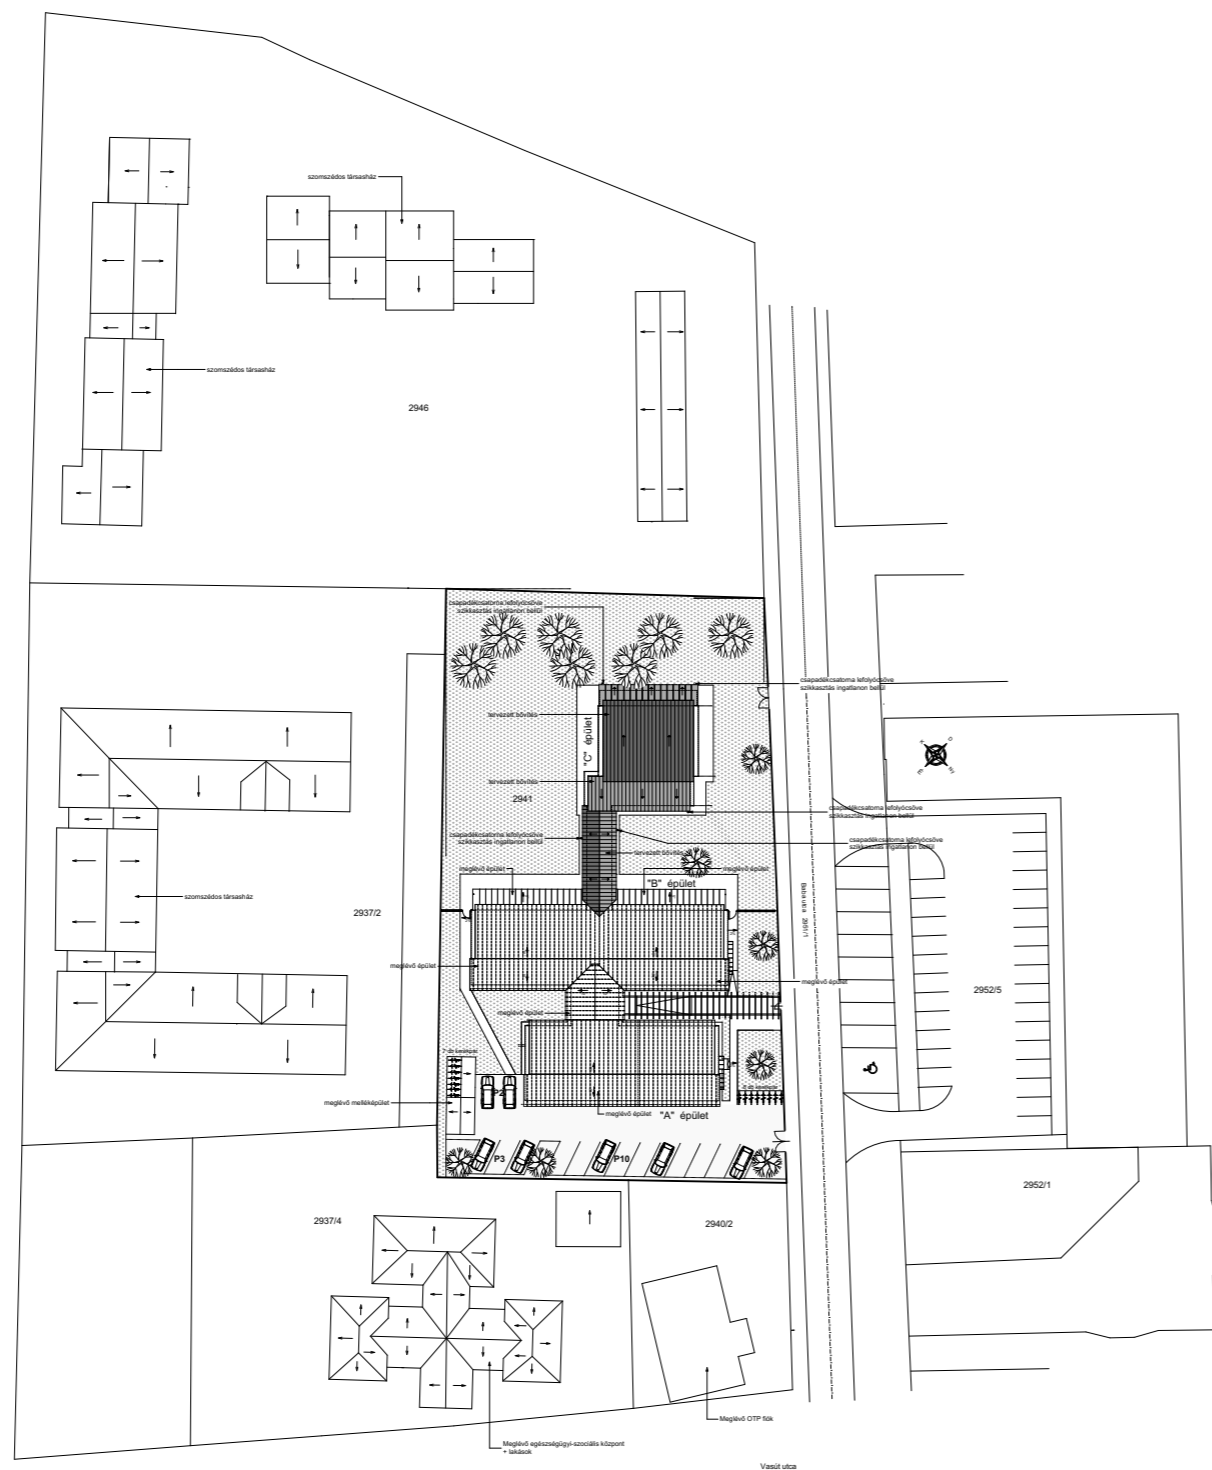 szomszédos társasház
szomszédos társasház
2946
csapadékcsatorna lefolyócsöve
szikkasztás ingatlanon belül
csapadékcsatorna lefolyócsöve
szikkasztás ingatlanon belül
tervezett bővítés
"C" épület
tervezett bővítés
2941
csapadékcsatorna lefolyócsöve
szikkasztás ingatlanon belül
csapadékcsatorna lefolyócsöve
szikkasztás ingatlanon belül
csapadékcsatorna lefolyócsöve
szikkasztás ingatlanon belül
tervezett bővítés
meglévő épület
meglévő épület
"B" épület
szomszédos társasház
2937/2
meglévő épület
meglévő épület
2952/5
meglévő épület
7 db kerékpár
P2
meglévő melléképület
meglévő épület
"A" épület
P3
P10
2952/1
2937/4
2940/2
Meglévő OTP fiók
Meglévő egészségügyi-szociális központ
+ lakások
Vasút utca